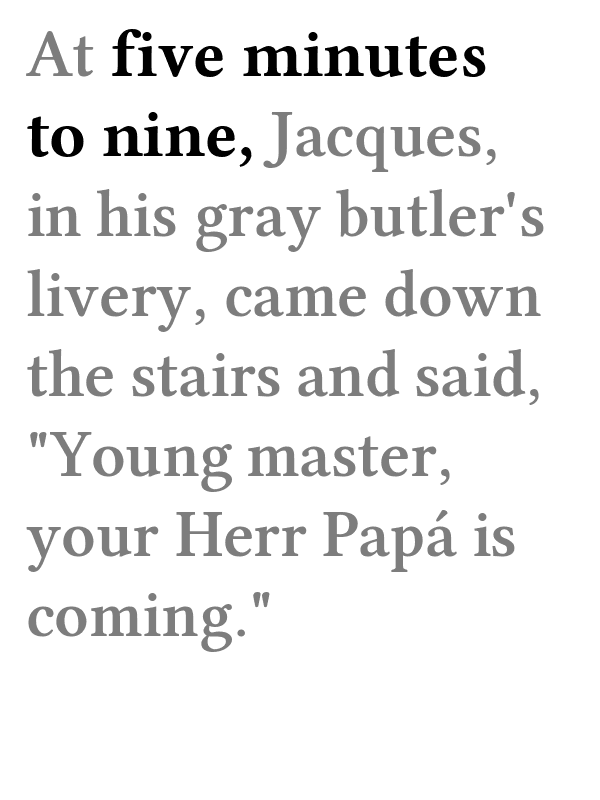 At five minutes
to nine, Jacques,
in his gray butler's
livery, came down
the stairs and said,
"Young master,
your Herr Papá is
coming."